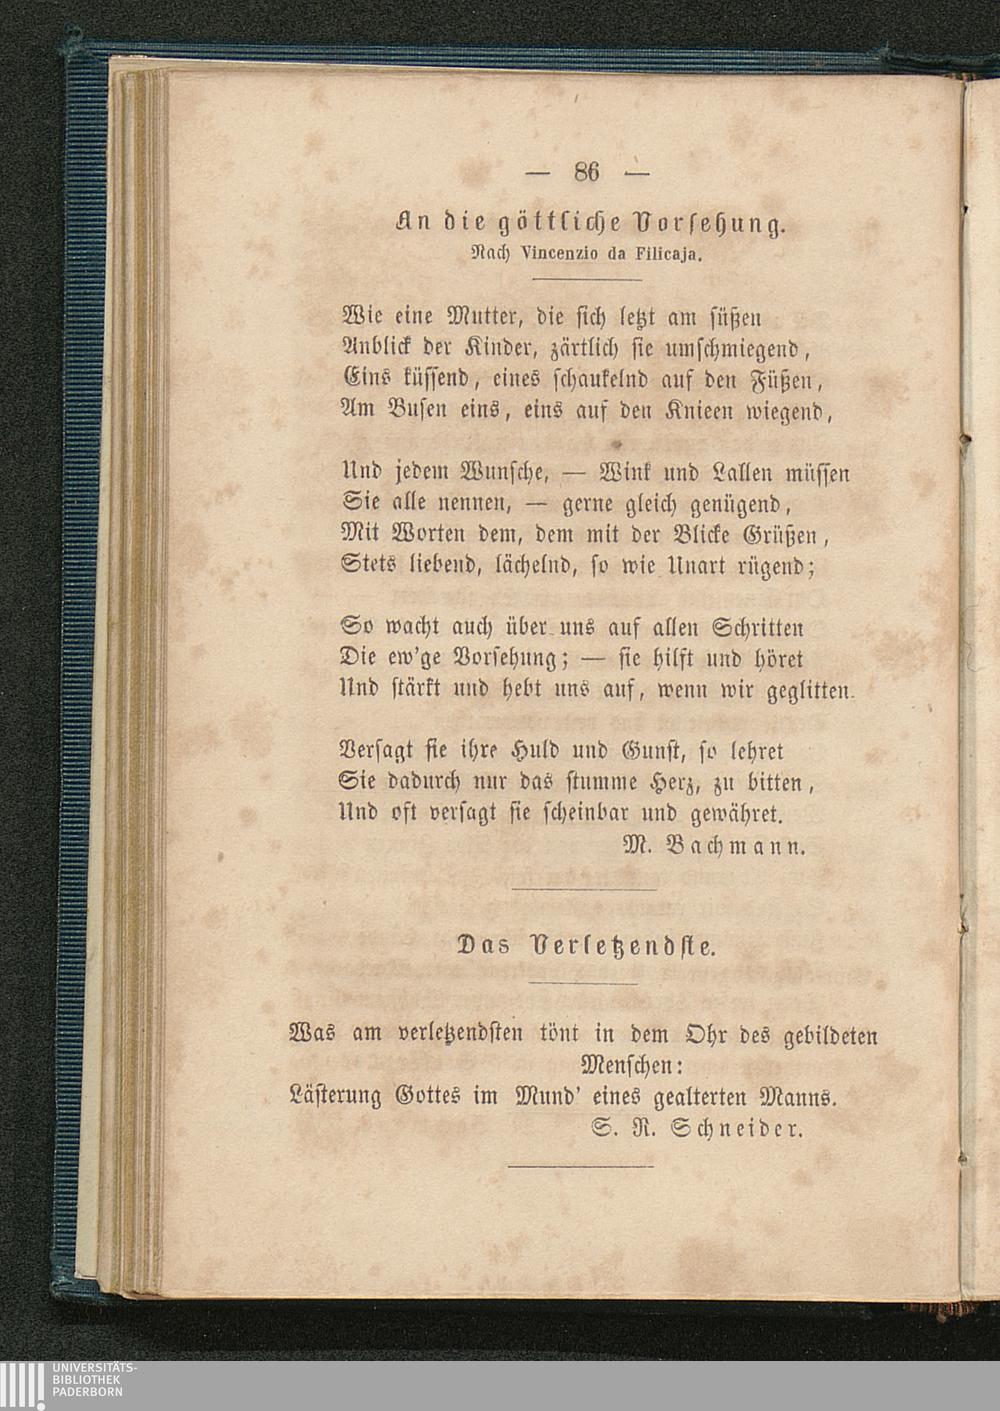 — 86 —
An die göttliche Vorsehung.
Nach Vincenzio da Filicaja.
Wie eine Mutter, die sich letzt am süßen
Anblick der Kinder, zärtlich sie umschmiegend,
Eins küssend, eines schaukelnd auf den Füßen,
Am Busen eins, eins auf den Knieen wiegend,
Und jedem Wunsche, — Wink und Lallen müssen
Sie alle nennen, — gerne gleich genügend,
Mit Worten dem, dem mit der Blicke Grüßen,
Stets liebend, lächelnd, so wie Unart rügend;
So wacht auch über uns auf allen Schritten
Die ew'ge Vorsehung; — sie hilft und höret
Und stärkt und hebt uns auf, wenn wir geglitten.
Versagt sie ihre Huld und Gunst, so lehret
Sie dadurch nur das stumme Herz, zu bitten,
Und oft versagt sie scheinbar und gewähret.
M. Bachmann.
Das Verletzendste.
Was am verletzendsten tönt in dem Ohr des gebildeten
Menschen:
Lästerung Gottes im Mund' eines gealterten Manns.
S. R. Schneider.
UNIVERSITÄTS-
BIBLIOTHEK
PADERBORN